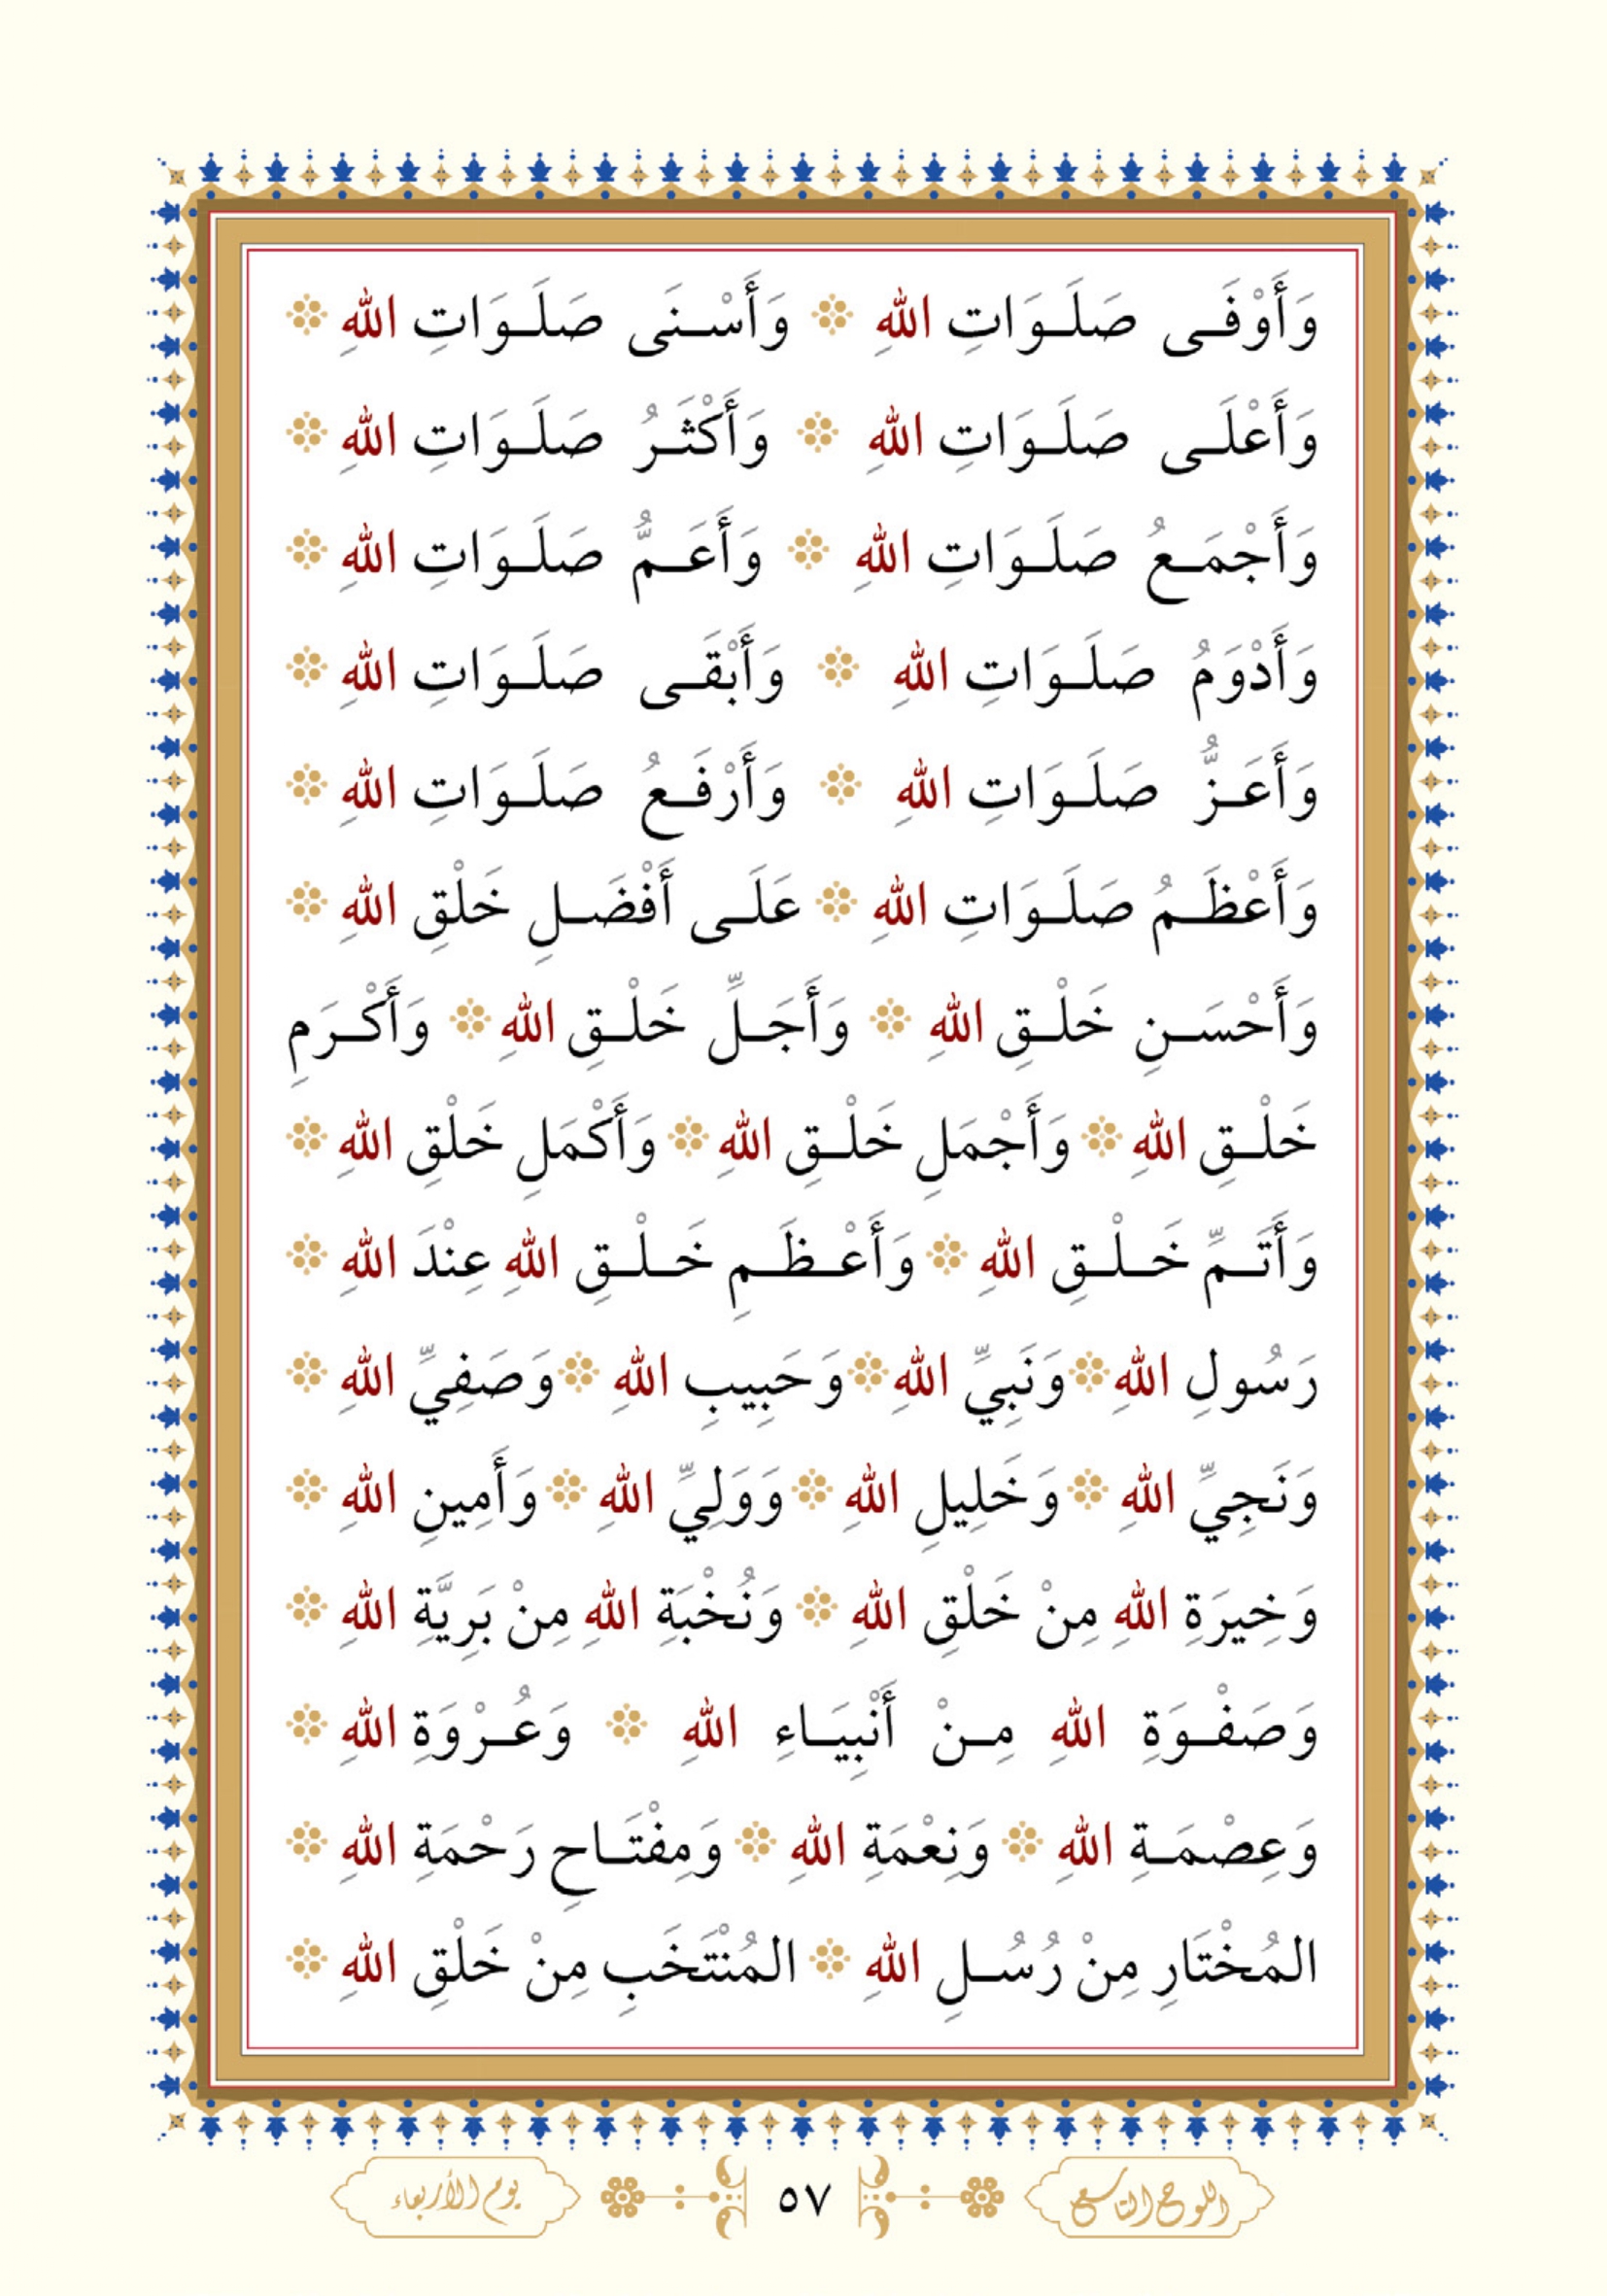 وَأَوْفَى صَلَوَاتِ اللهِ وَأَسْنَى صَلَوَاتِ اللهِ
وَأَعْلَى صَلَوَاتِ اللهِ وَأَكْثَرُ صَلَوَاتِ اللهِ
وَأَجْمَعُ صَلَوَاتِ اللهِ وَأَعَمُّ صَلَوَاتِ اللهِ
وَأَدْوَمُ صَلَوَاتِ اللهِ وَأَبْقَى صَلَوَاتِ اللهِ
وَأَعَزُّ صَلَوَاتِ اللهِ وَأَرْفَعُ صَلَوَاتِ اللهِ
وَأَعْظَمُ صَلَوَاتِ اللهِ عَلَى أَفْضَلِ خَلْقِ اللهِ
وَأَحْسَنِ خَلْقِ اللهِ وَأَجَلِّ خَلْقِ اللهِ وَأَكْرَمِ
خَلْقِ اللهِ وَأَجْمَلِ خَلْقِ اللهِ وَأَكْمَلِ خَلْقِ اللهِ
وَأَتَمِّ خَلْقِ اللهِ وَأَعْظَمِ خَلْقِ اللهِ عِنْدَ اللهِ
رَسُولِ اللهِ وَنَبِيِّ اللهِ وَحَبِيبِ اللهِ وَصَفِيِّ اللهِ
وَنَجِيِّ اللهِ وَخَلِيلِ اللهِ وَوَلِيِّ اللهِ وَأَمِينِ اللهِ
وَخِيرَةِ اللهِ مِنْ خَلْقِ اللهِ وَنُخْبَةِ اللهِ مِنْ بَرِيَّةِ اللهِ
وَصَفْوَةِ اللهِ مِنْ أَنْبِيَاءِ اللهِ وَعُرْوَةِ اللهِ
وَعِصْمَةِ اللهِ وَنِعْمَةِ اللهِ وَمِفْتَاحِ رَحْمَةِ اللهِ
المُخْتَارِ مِنْ رُسُلِ اللهِ المُنْتَخَبِ مِنْ خَلْقِ اللهِ
اللوح التاسع ٥٧ يوم الأربعاء